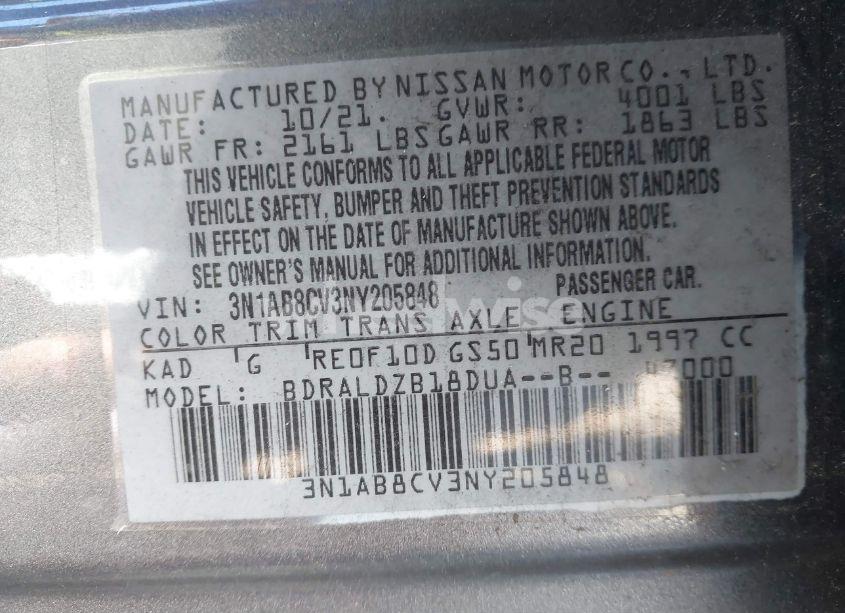 MANUFACTURED BY NISSAN MOTOR CO., LTD.
DATE: 10/21. GVWR: 4001 LBS
GAWR FR: 2161 LBS GAWR RR: 1863 LBS
THIS VEHICLE CONFORMS TO ALL APPLICABLE FEDERAL MOTOR
VEHICLE SAFETY, BUMPER AND THEFT PREVENTION STANDARDS
IN EFFECT ON THE DATE OF MANUFACTURE SHOWN ABOVE.
SEE OWNER'S MANUAL FOR ADDITIONAL INFORMATION.
VIN: 3N1AB8CV3NY205848 PASSENGER CAR.
COLOR TRIM TRANS AXLE ENGINE
KAD G RE0F10D GS50 MR20 1997 CC
MODEL: BDRALDZB18DUA--B--
3N1AB8CV3NY205848